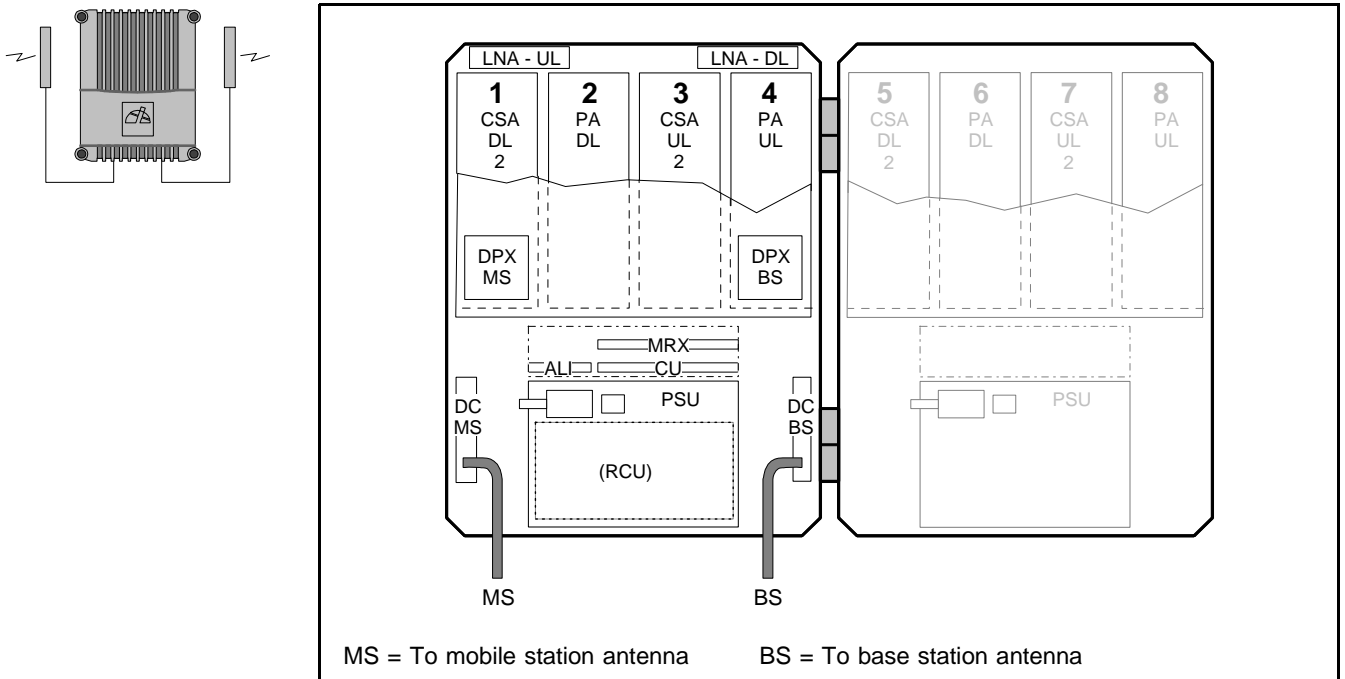 LNA - UL
LNA - DL
1
CSA
DL
2
2
PA
DL
3
CSA
UL
2
4
PA
UL
5
CSA
DL
2
6
PA
DL
7
CSA
UL
2
8
PA
UL
DPX
MS
DPX
BS
MRX
ALI
CU
DC
MS
PSU
DC
BS
PSU
(RCU)
MS
BS
MS = To mobile station antenna
BS = To base station antenna